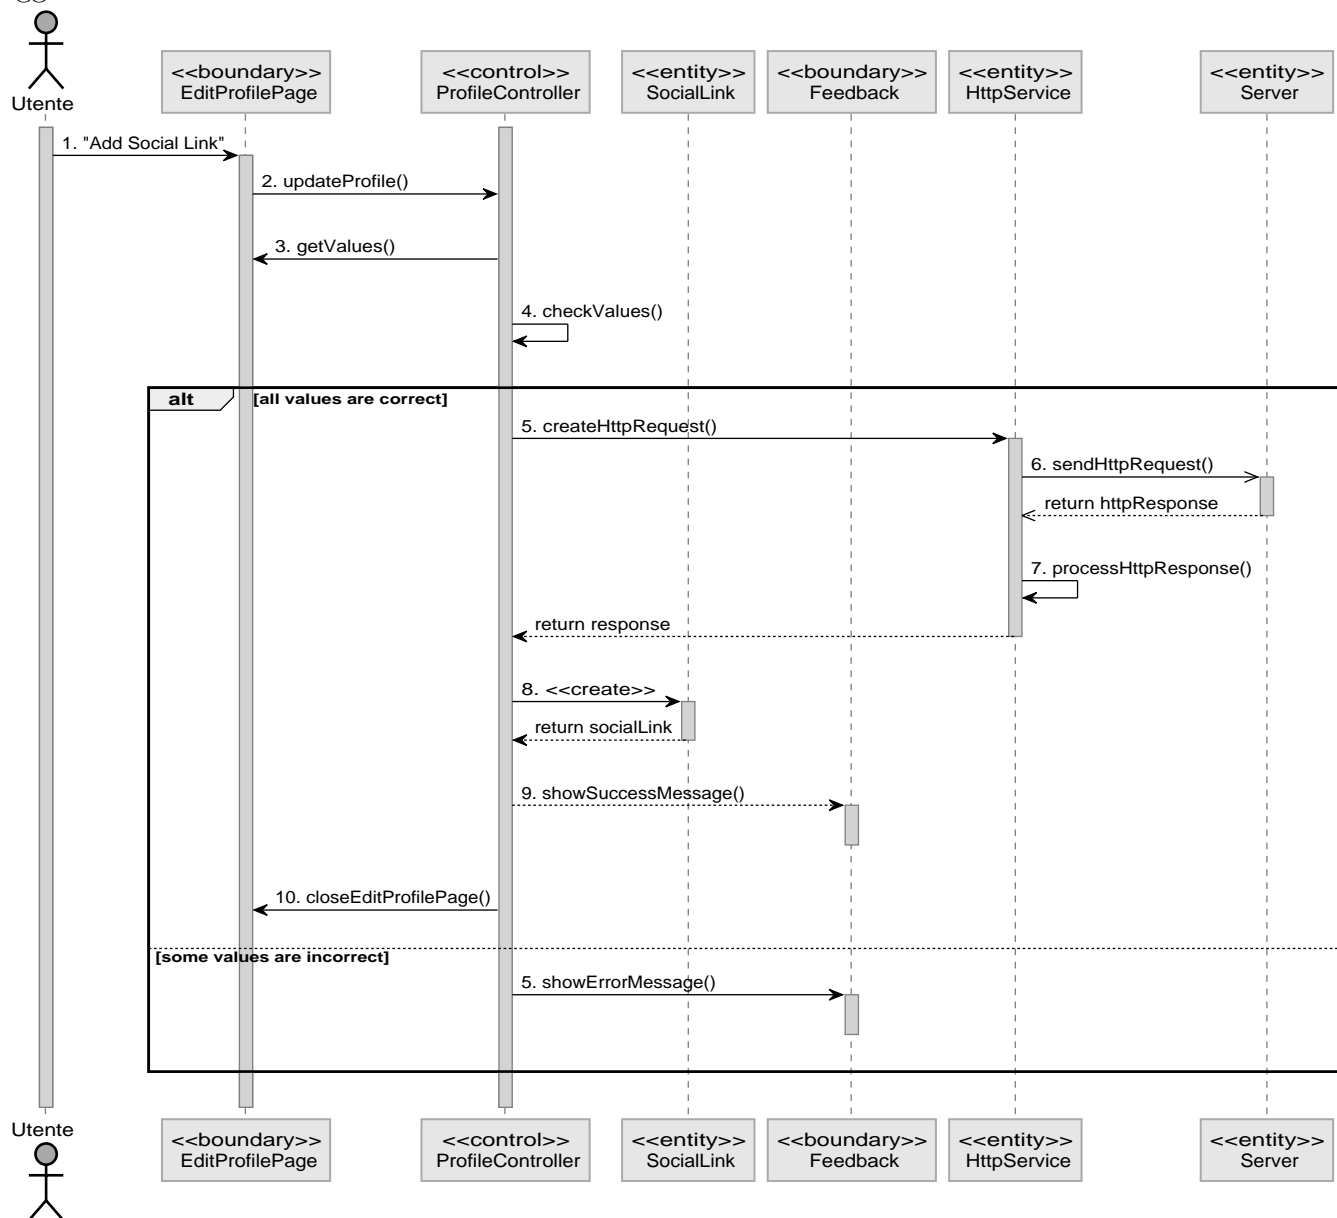 Utente
<<boundary>>
EditProfilePage
<<control>>
ProfileController
<<entity>>
SocialLink
<<boundary>>
Feedback
<<entity>>
HttpService
<<entity>>
Server
1. "Add Social Link"
2. updateProfile()
3. getValues()
4. checkValues()
alt
[all values are correct]
5. createHttpRequest()
6. sendHttpRequest()
return httpResponse
7. processHttpResponse()
return response
8. <<create>>
return socialLink
9. showSuccessMessage()
10. closeEditProfilePage()
[some values are incorrect]
5. showErrorMessage()
Utente
<<boundary>>
EditProfilePage
<<control>>
ProfileController
<<entity>>
SocialLink
<<boundary>>
Feedback
<<entity>>
HttpService
<<entity>>
Server